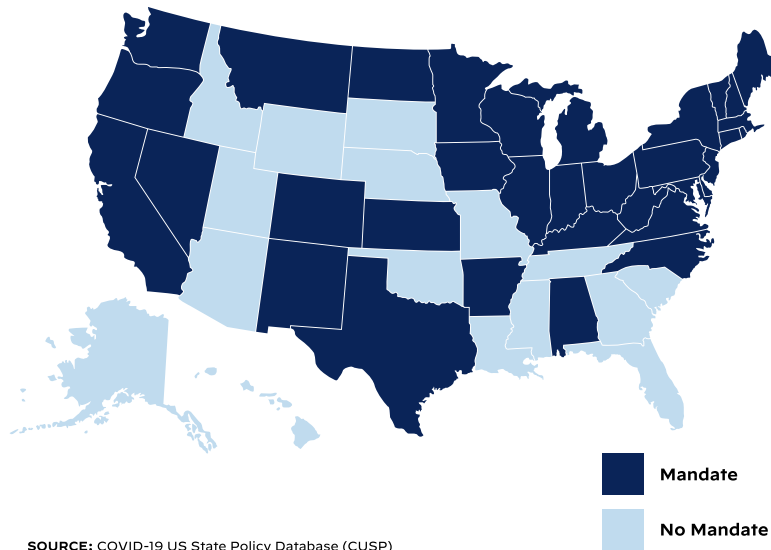 Mandate
No Mandate
SOURCE: COVID-19 US State Policy Database (CUSP)